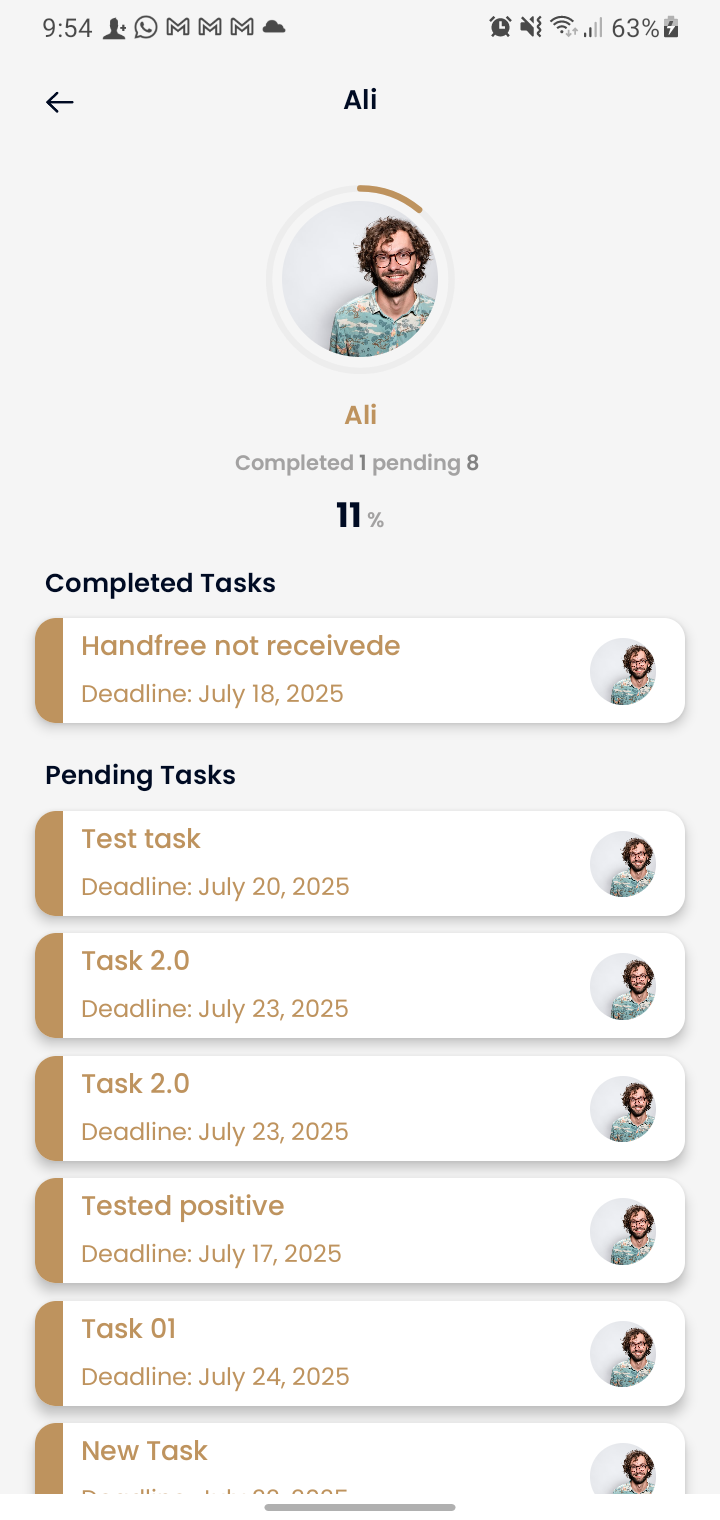 9:54 63%
Ali
Ali
Completed 1 pending 8
11 %
Completed Tasks
Handfree not receivede
Deadline: July 18, 2025
Pending Tasks
Test task
Deadline: July 20, 2025
Task 2.0
Deadline: July 23, 2025
Task 2.0
Deadline: July 23, 2025
Tested positive
Deadline: July 17, 2025
Task 01
Deadline: July 24, 2025
New Task